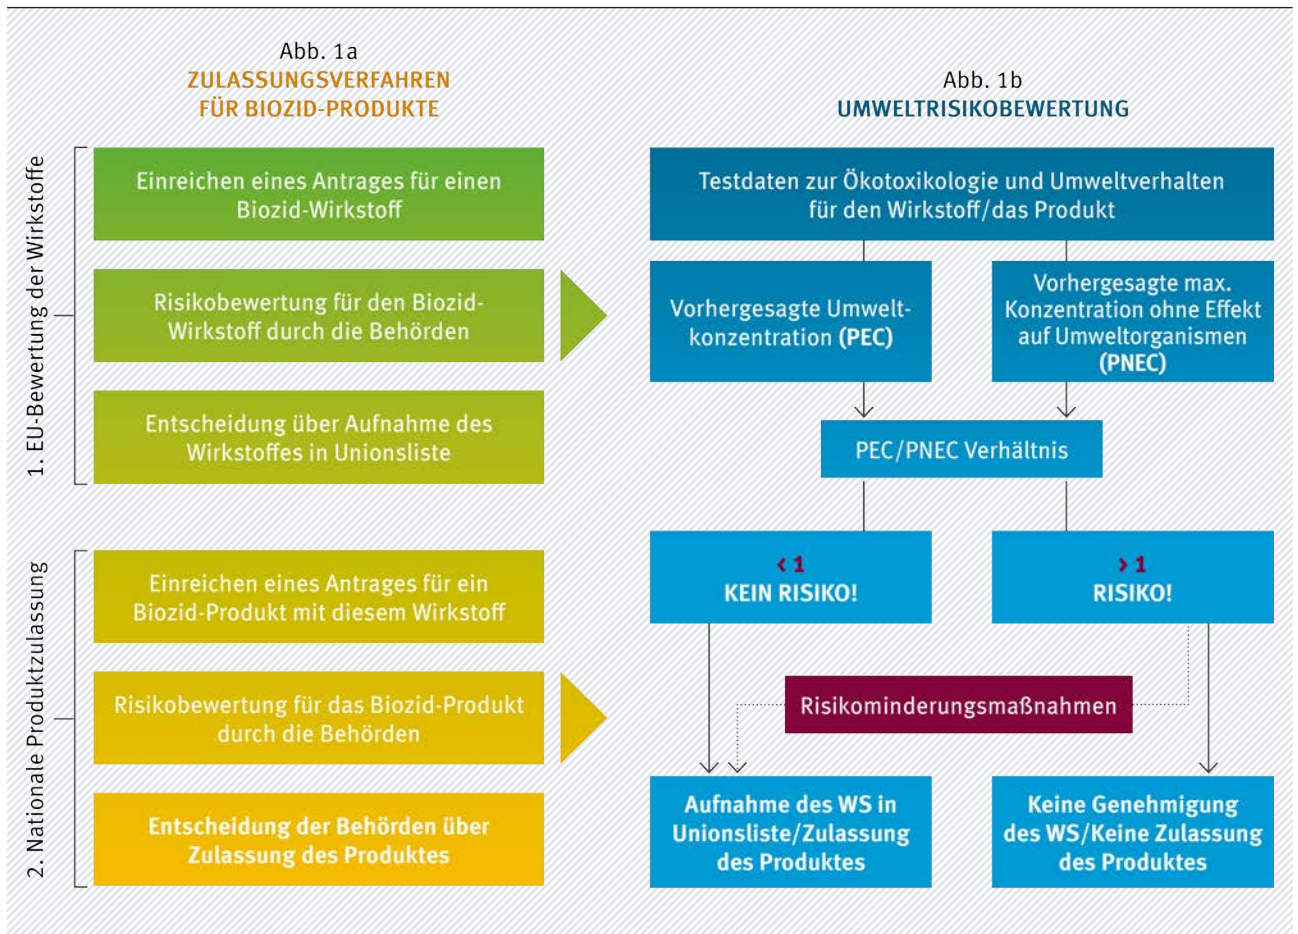 Abb. 1a
ZULASSUNGSVERFAHREN
FÜR BIOZID-PRODUKTE
1. EU-Bewertung der Wirkstoffe
Einreichen eines Antrages für einen
Biozid-Wirkstoff
Risikobewertung für den Biozid-
Wirkstoff durch die Behörden
Entscheidung über Aufnahme des
Wirkstoffes in Unionsliste
2. Nationale Produktzulassung
Einreichen eines Antrages für ein
Biozid-Produkt mit diesem Wirkstoff
Risikobewertung für das Biozid-Produkt
durch die Behörden
Entscheidung der Behörden über
Zulassung des Produktes
Abb. 1b
UMWELTRISIKOBEWERTUNG
Testdaten zur Ökotoxikologie und Umweltverhalten
für den Wirkstoff/das Produkt
Vorhergesagte Umwelt-
konzentration (PEC)
Vorhergesagte max.
Konzentration ohne Effekt
auf Umweltorganismen
(PNEC)
PEC/PNEC Verhältnis
< 1
KEIN RISIKO!
> 1
RISIKO!
Risikominderungsmaßnahmen
Aufnahme des WS in
Unionsliste/Zulassung
des Produktes
Keine Genehmigung
des WS/Keine Zulassung
des Produktes